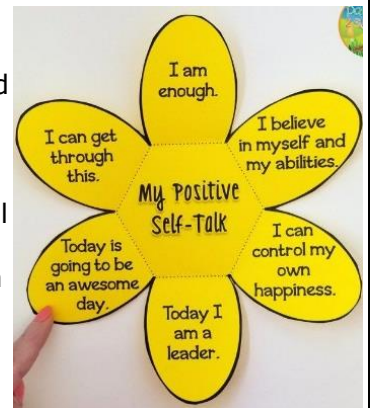 I am
enough.
I believe
in myself and
my abilities.
I can
control my
own
happiness.
Today I
am a
leader.
Today is
going to be
an awesome
day.
I can get
through
this.
My Positive
Self-Talk